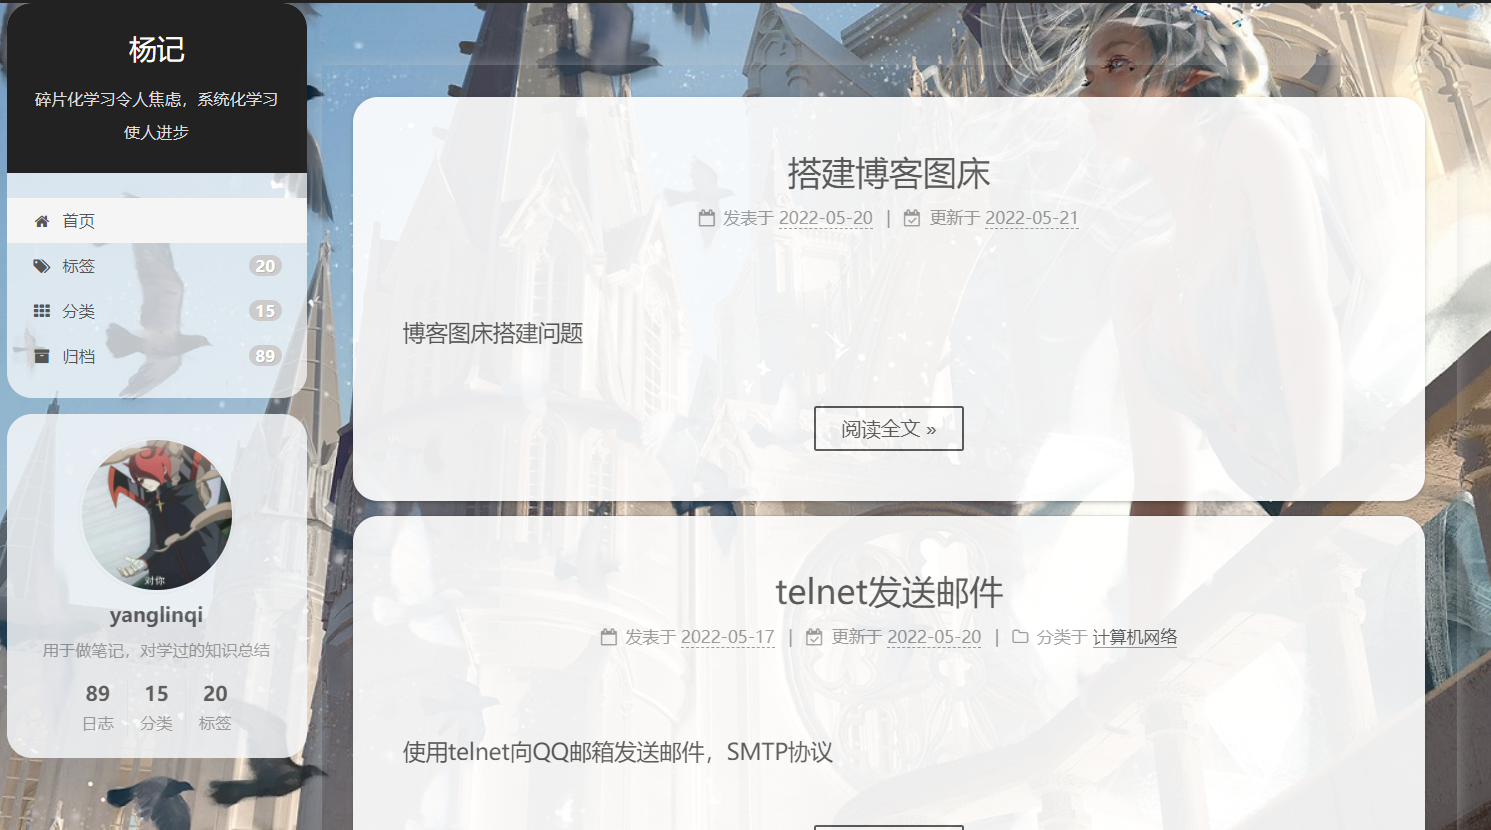 杨记
碎片化学习令人焦虑，系统化学习
使人进步
首页
标签 20
分类 15
归档 89
对你
yanglinqi
用于做笔记，对学过的知识总结
89 15 20
日志 分类 标签
搭建博客图床
发表于 2022-05-20 | 更新于 2022-05-21
博客图床搭建问题
阅读全文 »
telnet发送邮件
发表于 2022-05-17 | 更新于 2022-05-20 | 分类于 计算机网络
使用telnet向QQ邮箱发送邮件，SMTP协议